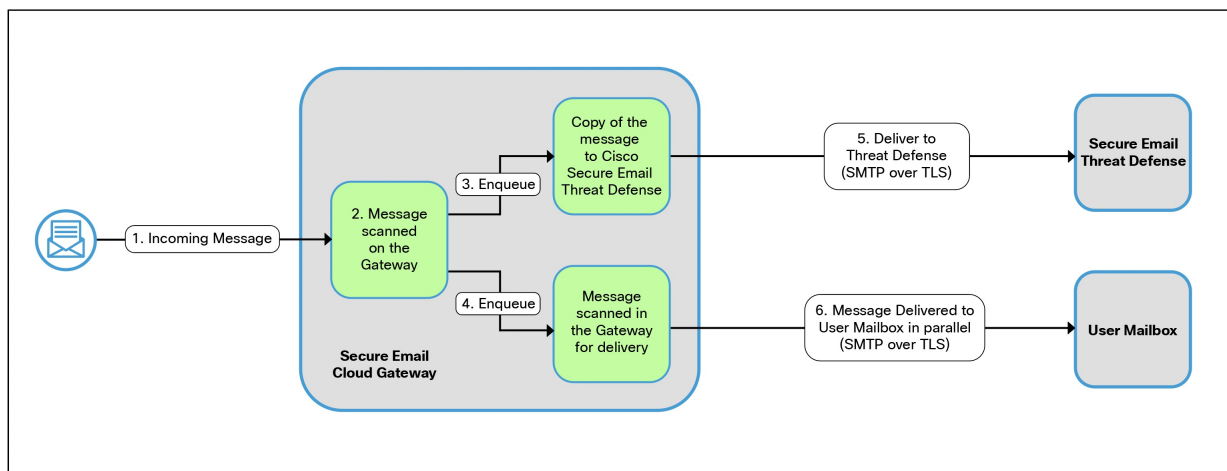 1. Incoming Message
2. Message
scanned
on the
Gateway
3. Enqueue
Copy of the
message
to Cisco
Secure Email
Threat Defense
4. Enqueue
Message
scanned in
the Gateway
for delivery
Secure Email
Cloud Gateway
5. Deliver to
Threat Defense
(SMTP over TLS)
Secure Email
Threat Defense
6. Message Delivered to
User Mailbox in parallel
(SMTP over TLS)
User Mailbox